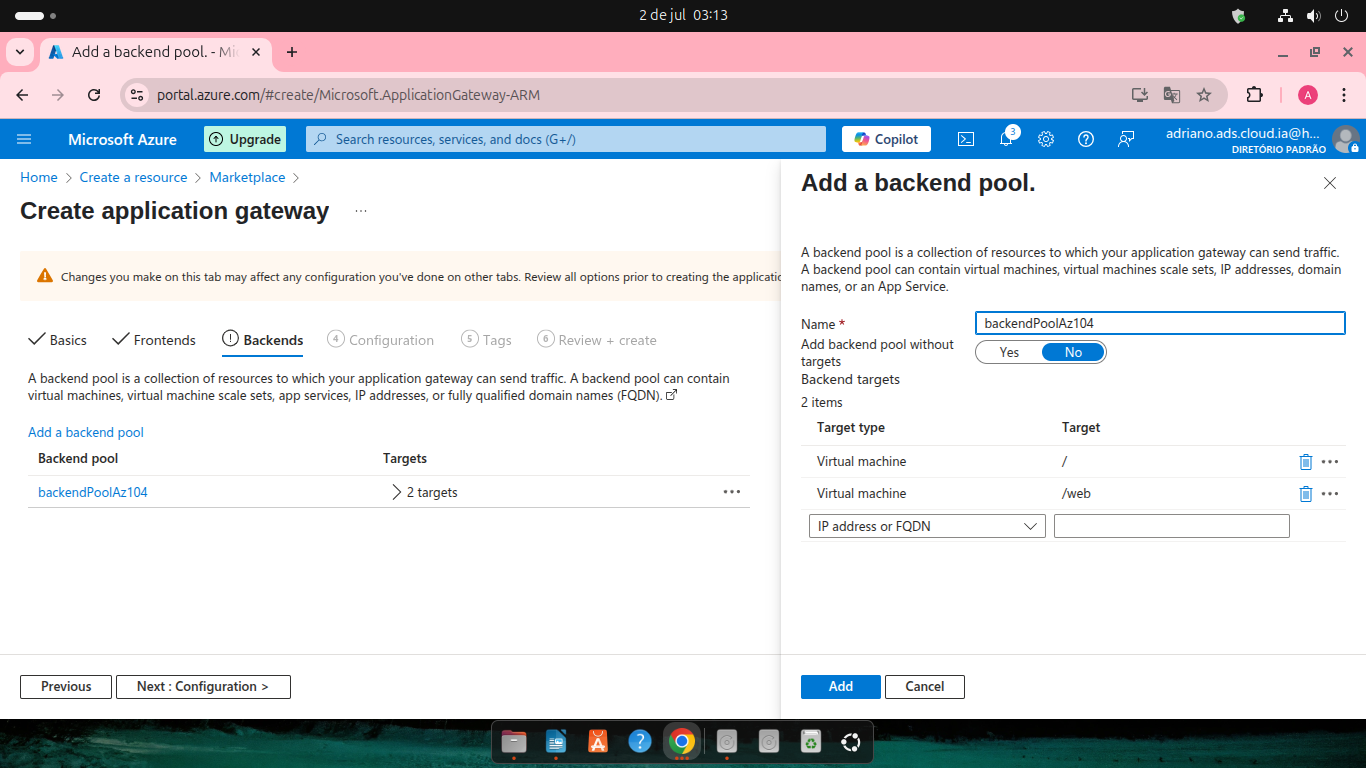 2 de jul 03:13
Add a backend pool. - Mi
portal.azure.com/#create/Microsoft.ApplicationGateway-ARM
A
Microsoft Azure
Upgrade
Search resources, services, and docs (G+/)
Copilot
3
adriano.ads.cloud.ia@h...
DIRETÓRIO PADRÃO
Home > Create a resource > Marketplace >
Create application gateway ...
Changes you make on this tab may affect any configuration you've done on other tabs. Review all options prior to creating the applicatio
Basics
Frontends
Backends
4 Configuration
5 Tags
6 Review + create
A backend pool is a collection of resources to which your application gateway can send traffic. A backend pool can contain
virtual machines, virtual machine scale sets, app services, IP addresses, or fully qualified domain names (FQDN).
Add a backend pool
Backend pool Targets
backendPoolAz104 > 2 targets
Previous
Next : Configuration >
Add a backend pool.
A backend pool is a collection of resources to which your application gateway can send traffic.
A backend pool can contain virtual machines, virtual machines scale sets, IP addresses, domain
names, or an App Service.
Name * backendPoolAz104
Add backend pool without
targets
Yes No
Backend targets
2 items
Target type Target
Virtual machine /
Virtual machine /web
IP address or FQDN
Add
Cancel